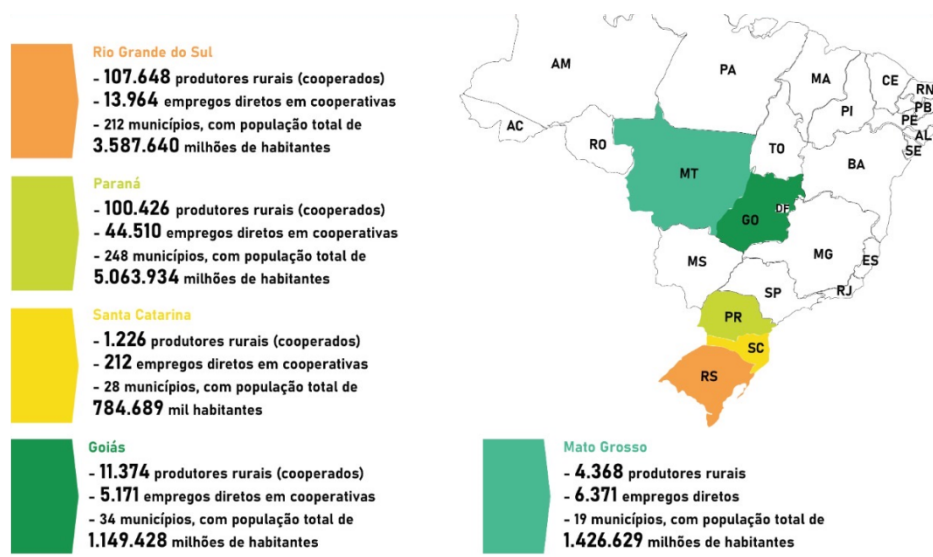 Rio Grande do Sul
- 107.648 produtores rurais (cooperados)
- 13.964 empregos diretos em cooperativas
- 212 municípios, com população total de
3.587.640 milhões de habitantes
Paraná
- 100.426 produtores rurais (cooperados)
- 44.510 empregos diretos em cooperativas
- 248 municípios, com população total de
5.063.934 milhões de habitantes
Santa Catarina
- 1.226 produtores rurais (cooperados)
- 212 empregos diretos em cooperativas
- 28 municípios, com população total de
784.689 mil habitantes
Goiás
- 11.374 produtores rurais (cooperados)
- 5.171 empregos diretos em cooperativas
- 34 municípios, com população total de
1.149.428 milhões de habitantes
AM
PA
MA
CE
RN
PB
PI
PE
AL
AC
RO
TO
SE
BA
MT
DF
GO
MG
MS
ES
SP
RJ
PR
SC
RS
Mato Grosso
- 4.368 produtores rurais
- 6.371 empregos diretos
- 19 municípios, com população total de
1.426.629 milhões de habitantes